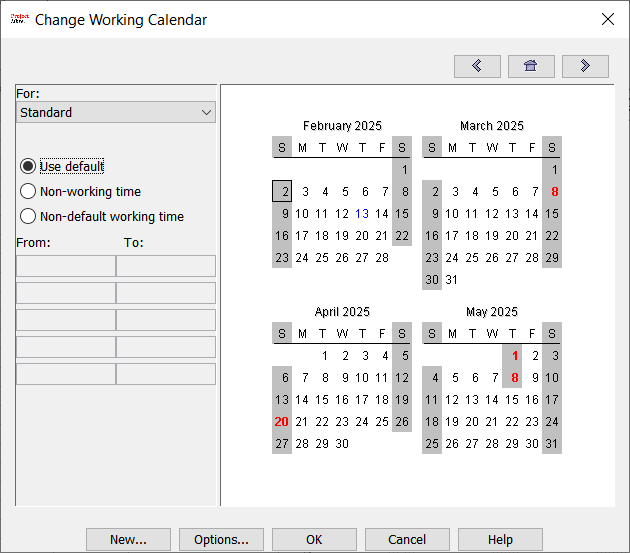 Project Libre. Change Working Calendar
For:
Standard
Use default
Non-working time
Non-default working time
From: To:
February 2025
S M T W T F S
1
2 3 4 5 6 7 8
9 10 11 12 13 14 15
16 17 18 19 20 21 22
23 24 25 26 27 28
March 2025
S M T W T F S
1
2 3 4 5 6 7 8
9 10 11 12 13 14 15
16 17 18 19 20 21 22
23 24 25 26 27 28 29
30 31
April 2025
S M T W T F S
1 2 3 4 5
6 7 8 9 10 11 12
13 14 15 16 17 18 19
20 21 22 23 24 25 26
27 28 29 30
May 2025
S M T W T F S
1 2 3
4 5 6 7 8 9 10
11 12 13 14 15 16 17
18 19 20 21 22 23 24
25 26 27 28 29 30 31
New... Options... OK Cancel Help